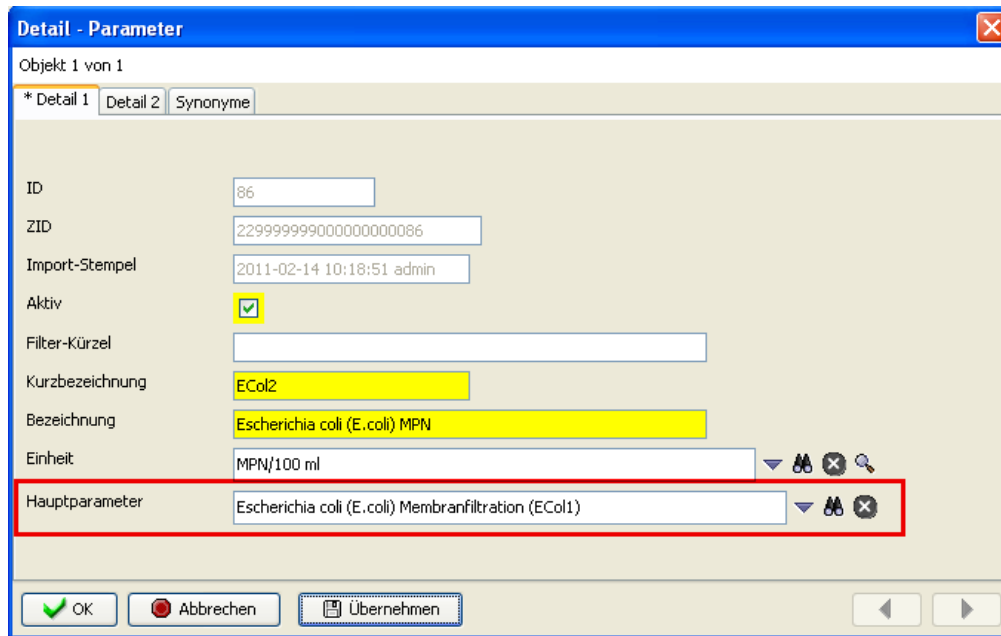 Detail - Parameter
Objekt 1 von 1
* Detail 1 Detail 2 Synonyme
ID 86
ZID 229999999000000000086
Import-Stempel 2011-02-14 10:18:51 admin
Aktiv
Filter-Kürzel
Kurzbezeichnung ECol2
Bezeichnung Escherichia coli (E.coli) MPN
Einheit MPN/100 ml
Hauptparameter Escherichia coli (E.coli) Membranfiltration (ECol1)
OK Abbrechen Übernehmen